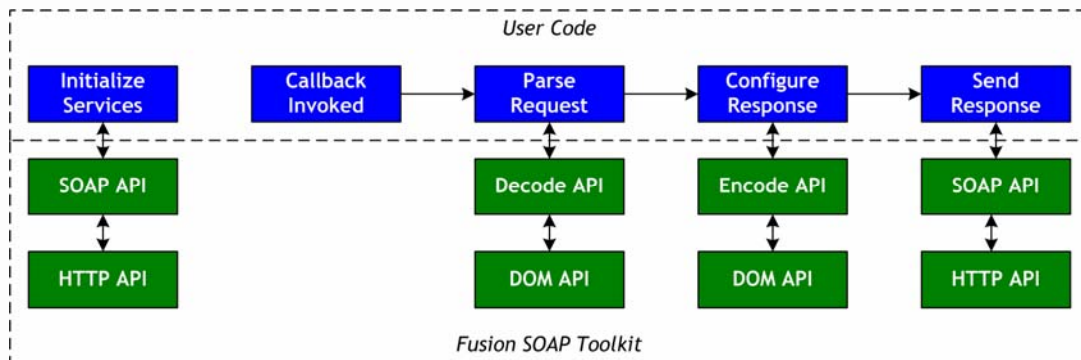 User Code
Initialize
Services
Callback
Invoked
Parse
Request
Configure
Response
Send
Response
SOAP API
Decode API
Encode API
SOAP API
HTTP API
DOM API
DOM API
HTTP API
Fusion SOAP Toolkit